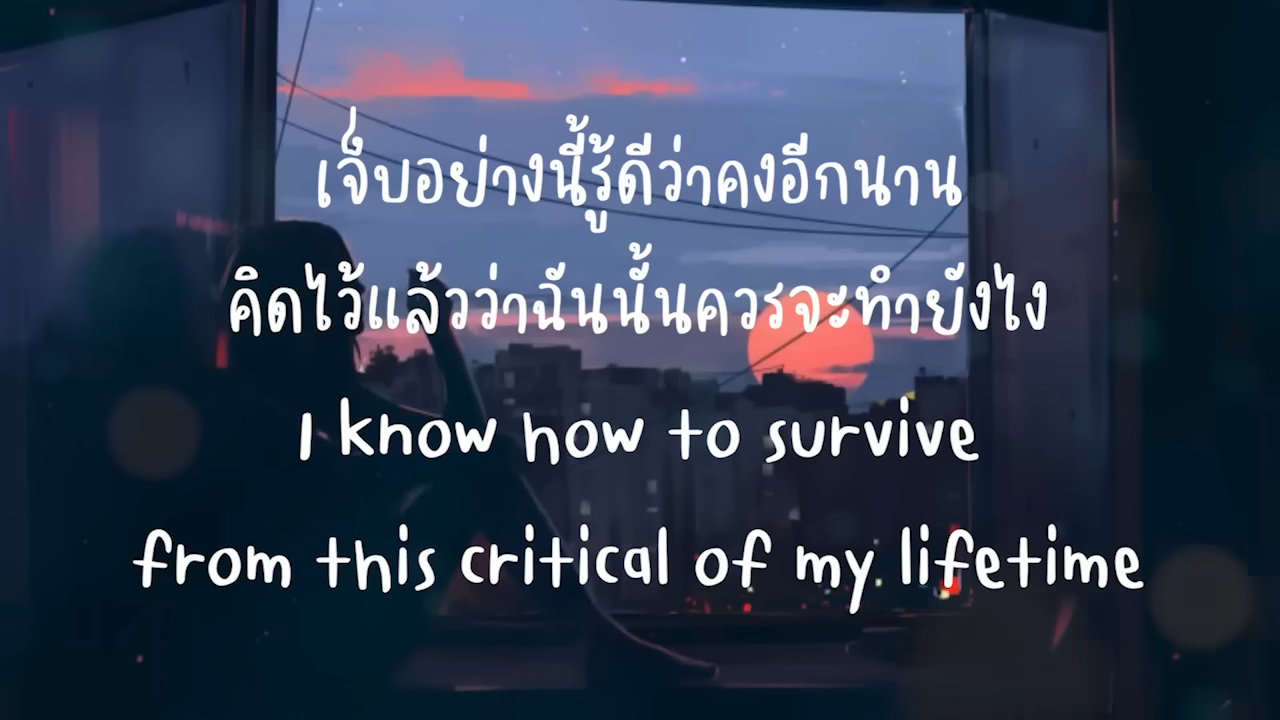 เจ็บอย่างนี้รู้ดีว่าคงอีกนาน
คิดไว้แล้วว่าฉันนั้นควรจะทำยังไง
I know how to survive
from this critical of my lifetime